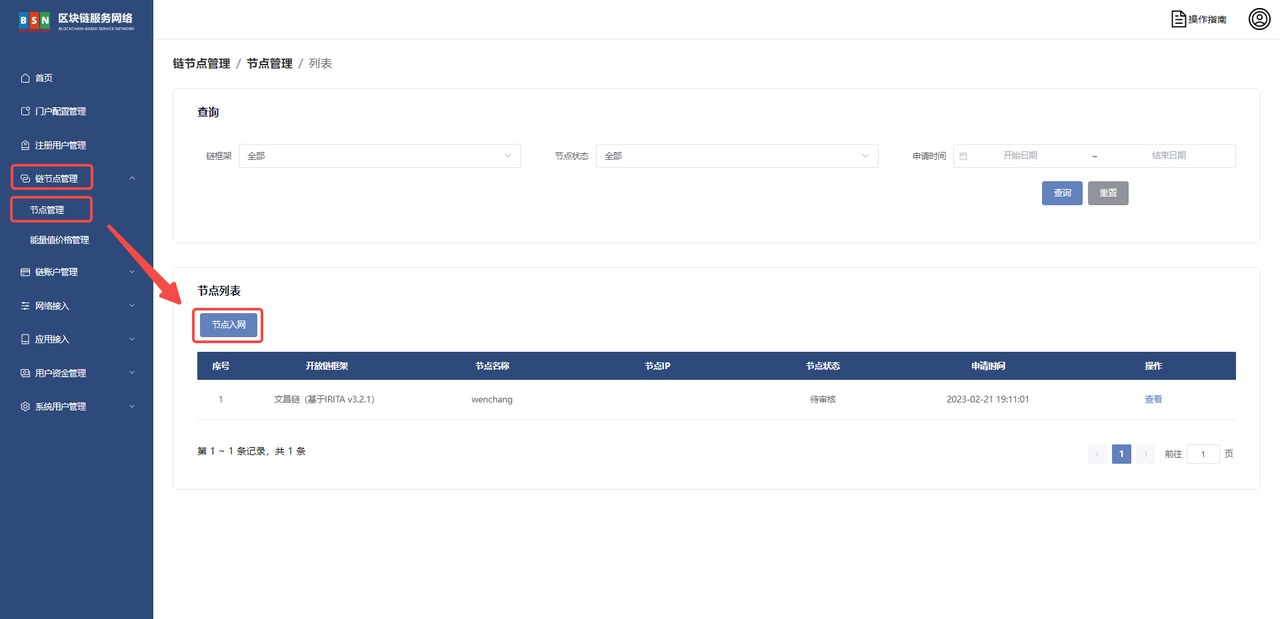 BSN 区块链服务网络
BLOCKCHAIN-BASED SERVICE NETWORK
操作指南
首页
门户配置管理
注册用户管理
链节点管理
节点管理
能量值价格管理
链账户管理
网络接入
应用接入
用户资金管理
系统用户管理
链节点管理 / 节点管理 / 列表
查询
链框架 全部 节点状态 全部 申请时间 开始日期 ~ 结束日期
查询 重置
节点列表
节点入网
序号 开放链框架 节点名称 节点IP 节点状态 申请时间 操作
1 文昌链（基于IRITA v3.2.1） wenchang 待审核 2023-02-21 19:11:01 查看
第 1 ~ 1 条记录，共 1 条 < 1 > 前往 1 页